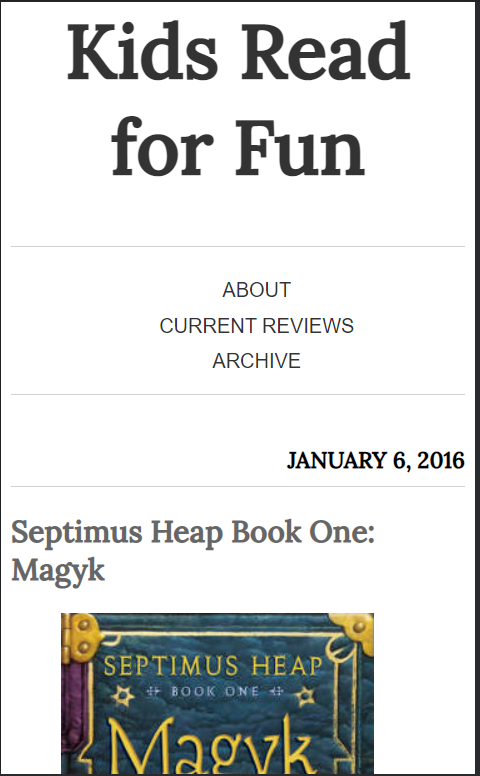 Kids Read
for Fun
ABOUT
CURRENT REVIEWS
ARCHIVE
JANUARY 6, 2016
Septimus Heap Book One:
Magyk
SEPTIMUS HEAP
BOOK ONE
Magyk